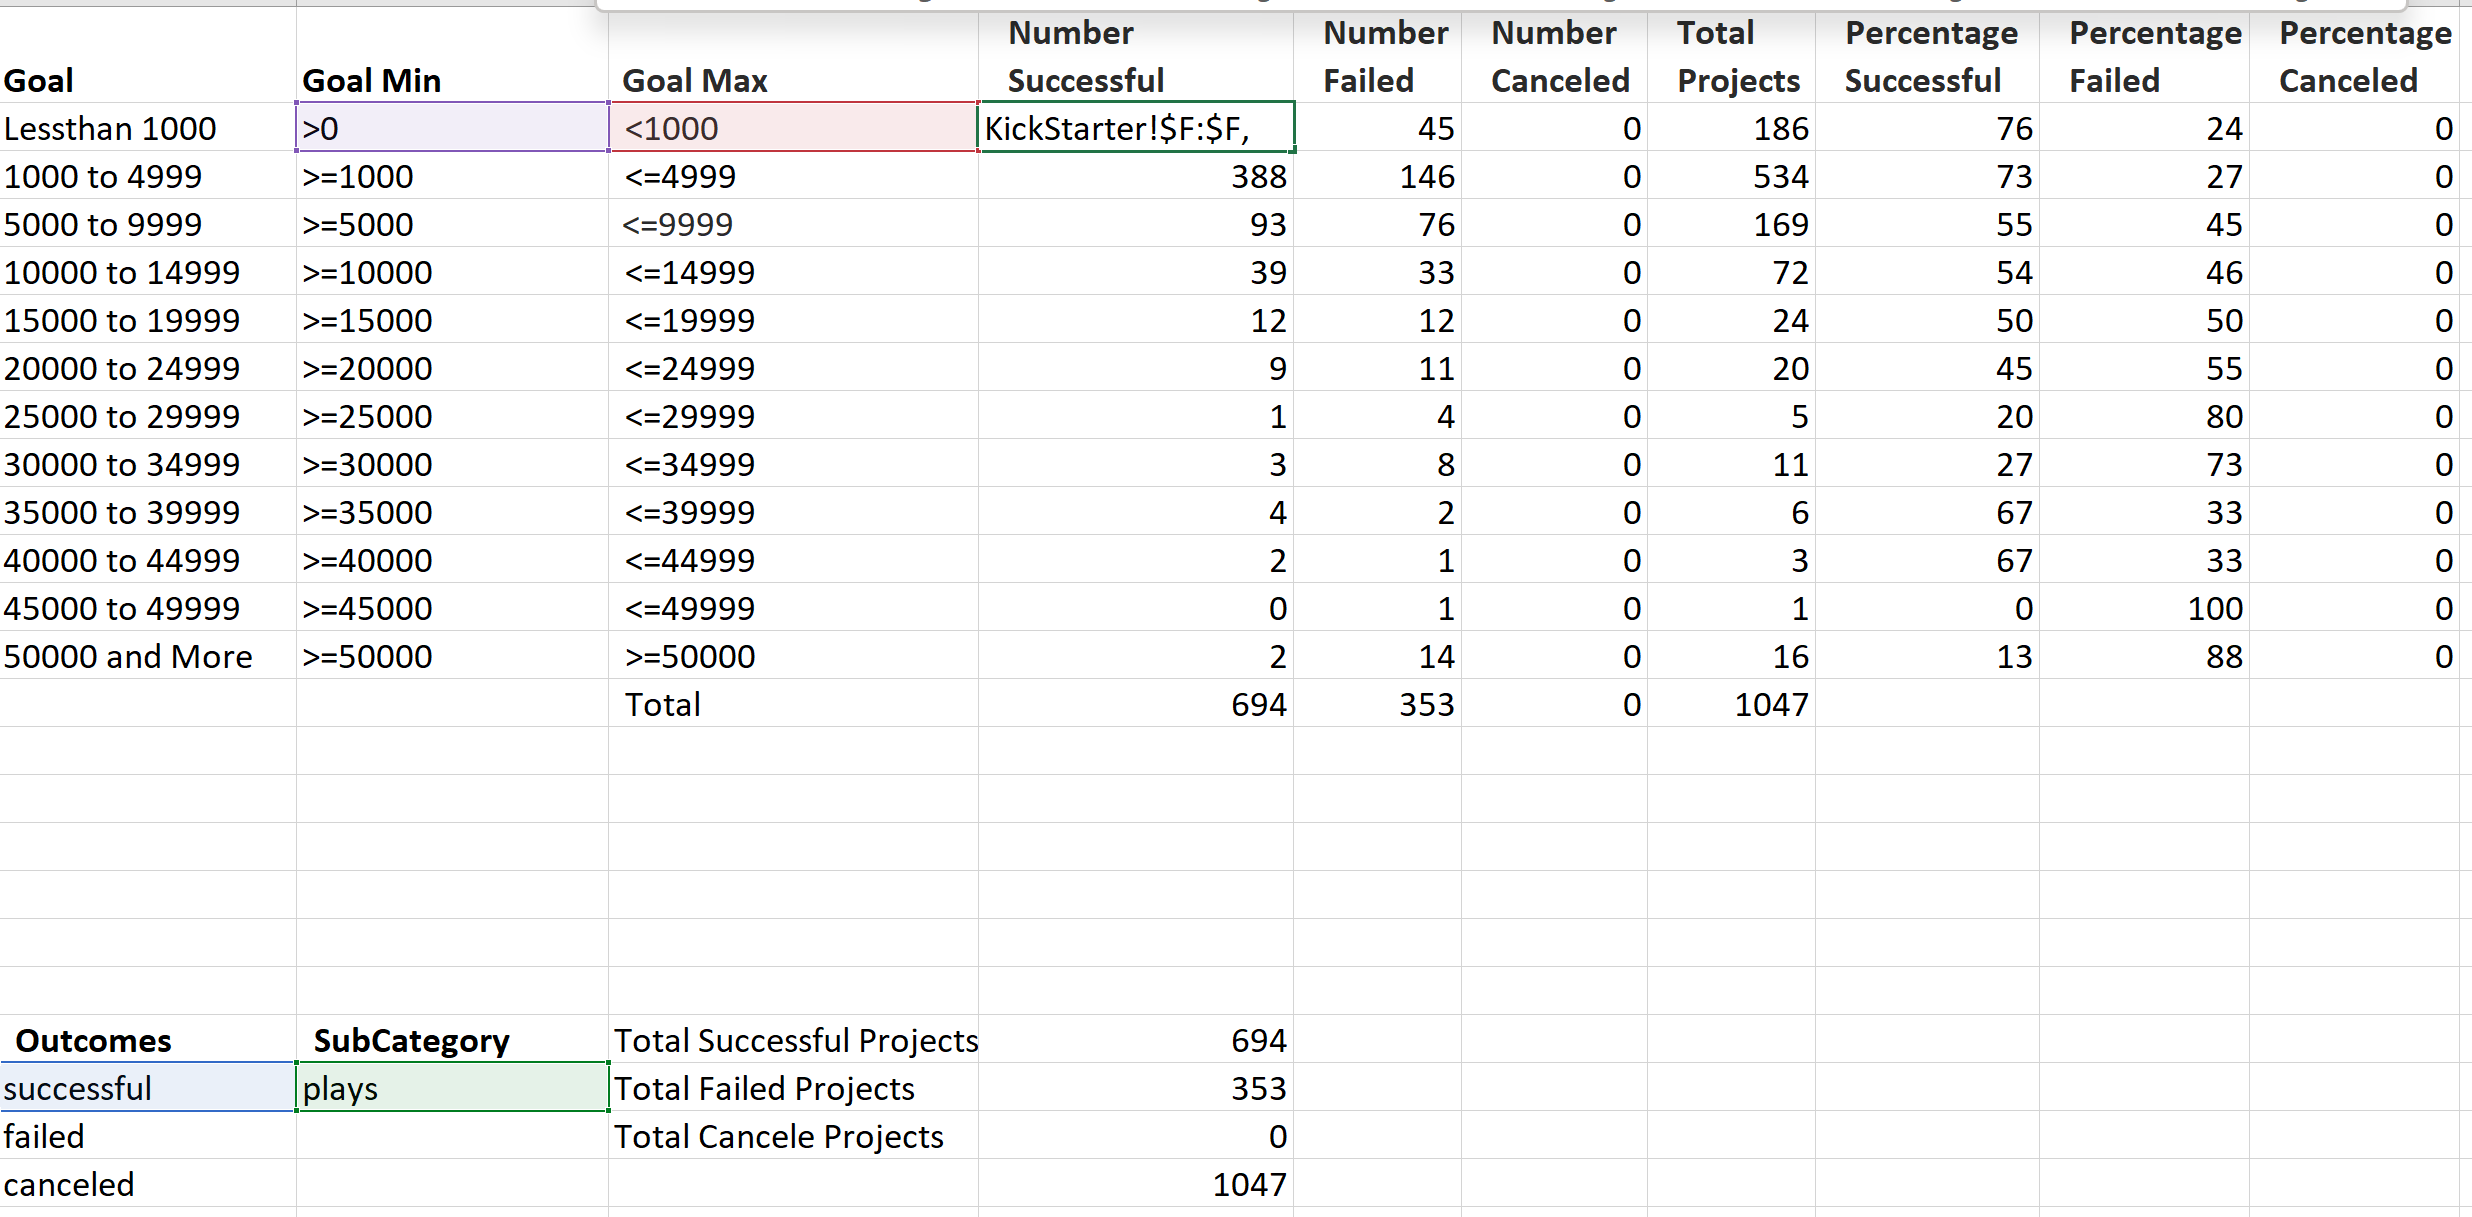 Goal Goal Min Goal Max Number Successful Number Failed Number Canceled Total Projects Percentage Successful Percentage Failed Percentage Canceled
Lessthan 1000 >0 <1000 KickStarter!$F:$F, 45 0 186 76 24 0
1000 to 4999 >=1000 <=4999 388 146 0 534 73 27 0
5000 to 9999 >=5000 <=9999 93 76 0 169 55 45 0
10000 to 14999 >=10000 <=14999 39 33 0 72 54 46 0
15000 to 19999 >=15000 <=19999 12 12 0 24 50 50 0
20000 to 24999 >=20000 <=24999 9 11 0 20 45 55 0
25000 to 29999 >=25000 <=29999 1 4 0 5 20 80 0
30000 to 34999 >=30000 <=34999 3 8 0 11 27 73 0
35000 to 39999 >=35000 <=39999 4 2 0 6 67 33 0
40000 to 44999 >=40000 <=44999 2 1 0 3 67 33 0
45000 to 49999 >=45000 <=49999 0 1 0 1 0 100 0
50000 and More >=50000 >=50000 2 14 0 16 13 88 0
Total 694 353 0 1047
Outcomes SubCategory Total Successful Projects 694
successful plays Total Failed Projects 353
failed Total Cancele Projects 0
canceled 1047